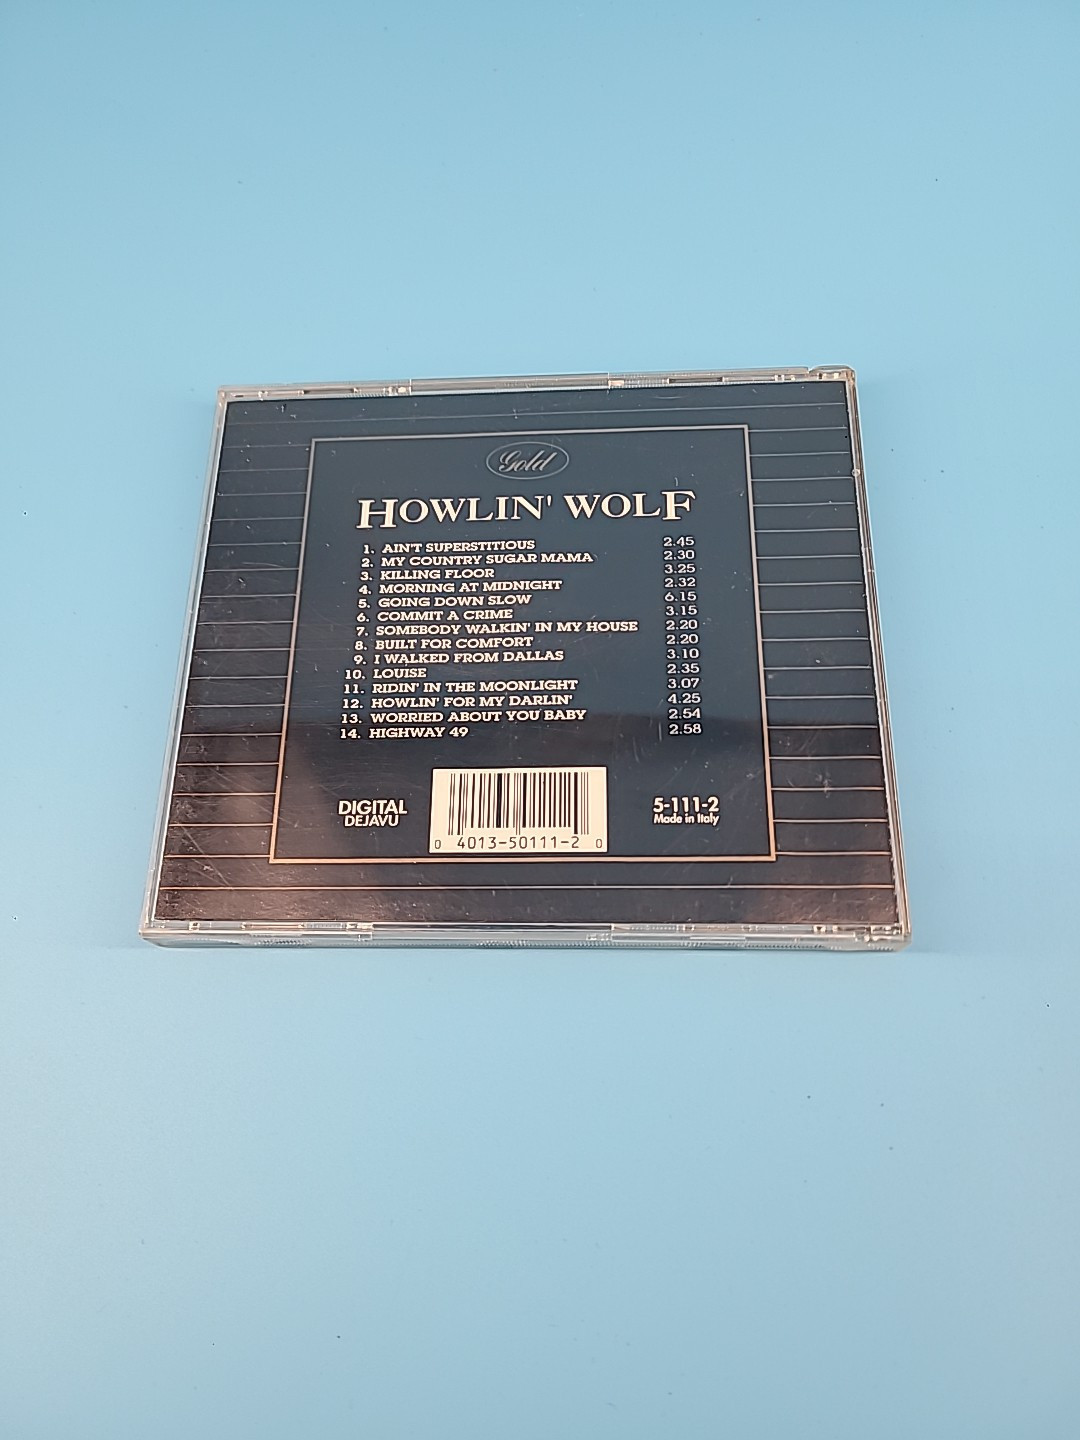 Gold
HOWLIN' WOLF
1. AIN'T SUPERSTITIOUS 2.45
2. MY COUNTRY SUGAR MAMA 2.30
3. KILLING FLOOR 3.25
4. MORNING AT MIDNIGHT 2.32
5. GOING DOWN SLOW 6.15
6. COMMIT A CRIME 3.15
7. SOMEBODY WALKIN' IN MY HOUSE 2.20
8. BUILT FOR COMFORT 2.20
9. I WALKED FROM DALLAS 3.10
10. LOUISE 2.35
11. RIDIN' IN THE MOONLIGHT 3.07
12. HOWLIN' FOR MY DARLIN' 4.25
13. WORRIED ABOUT YOU BABY 2.54
14. HIGHWAY 49 2.58
DIGITAL
DEJAVU
0 4013-50111-2 0
5-111-2
Made in Italy